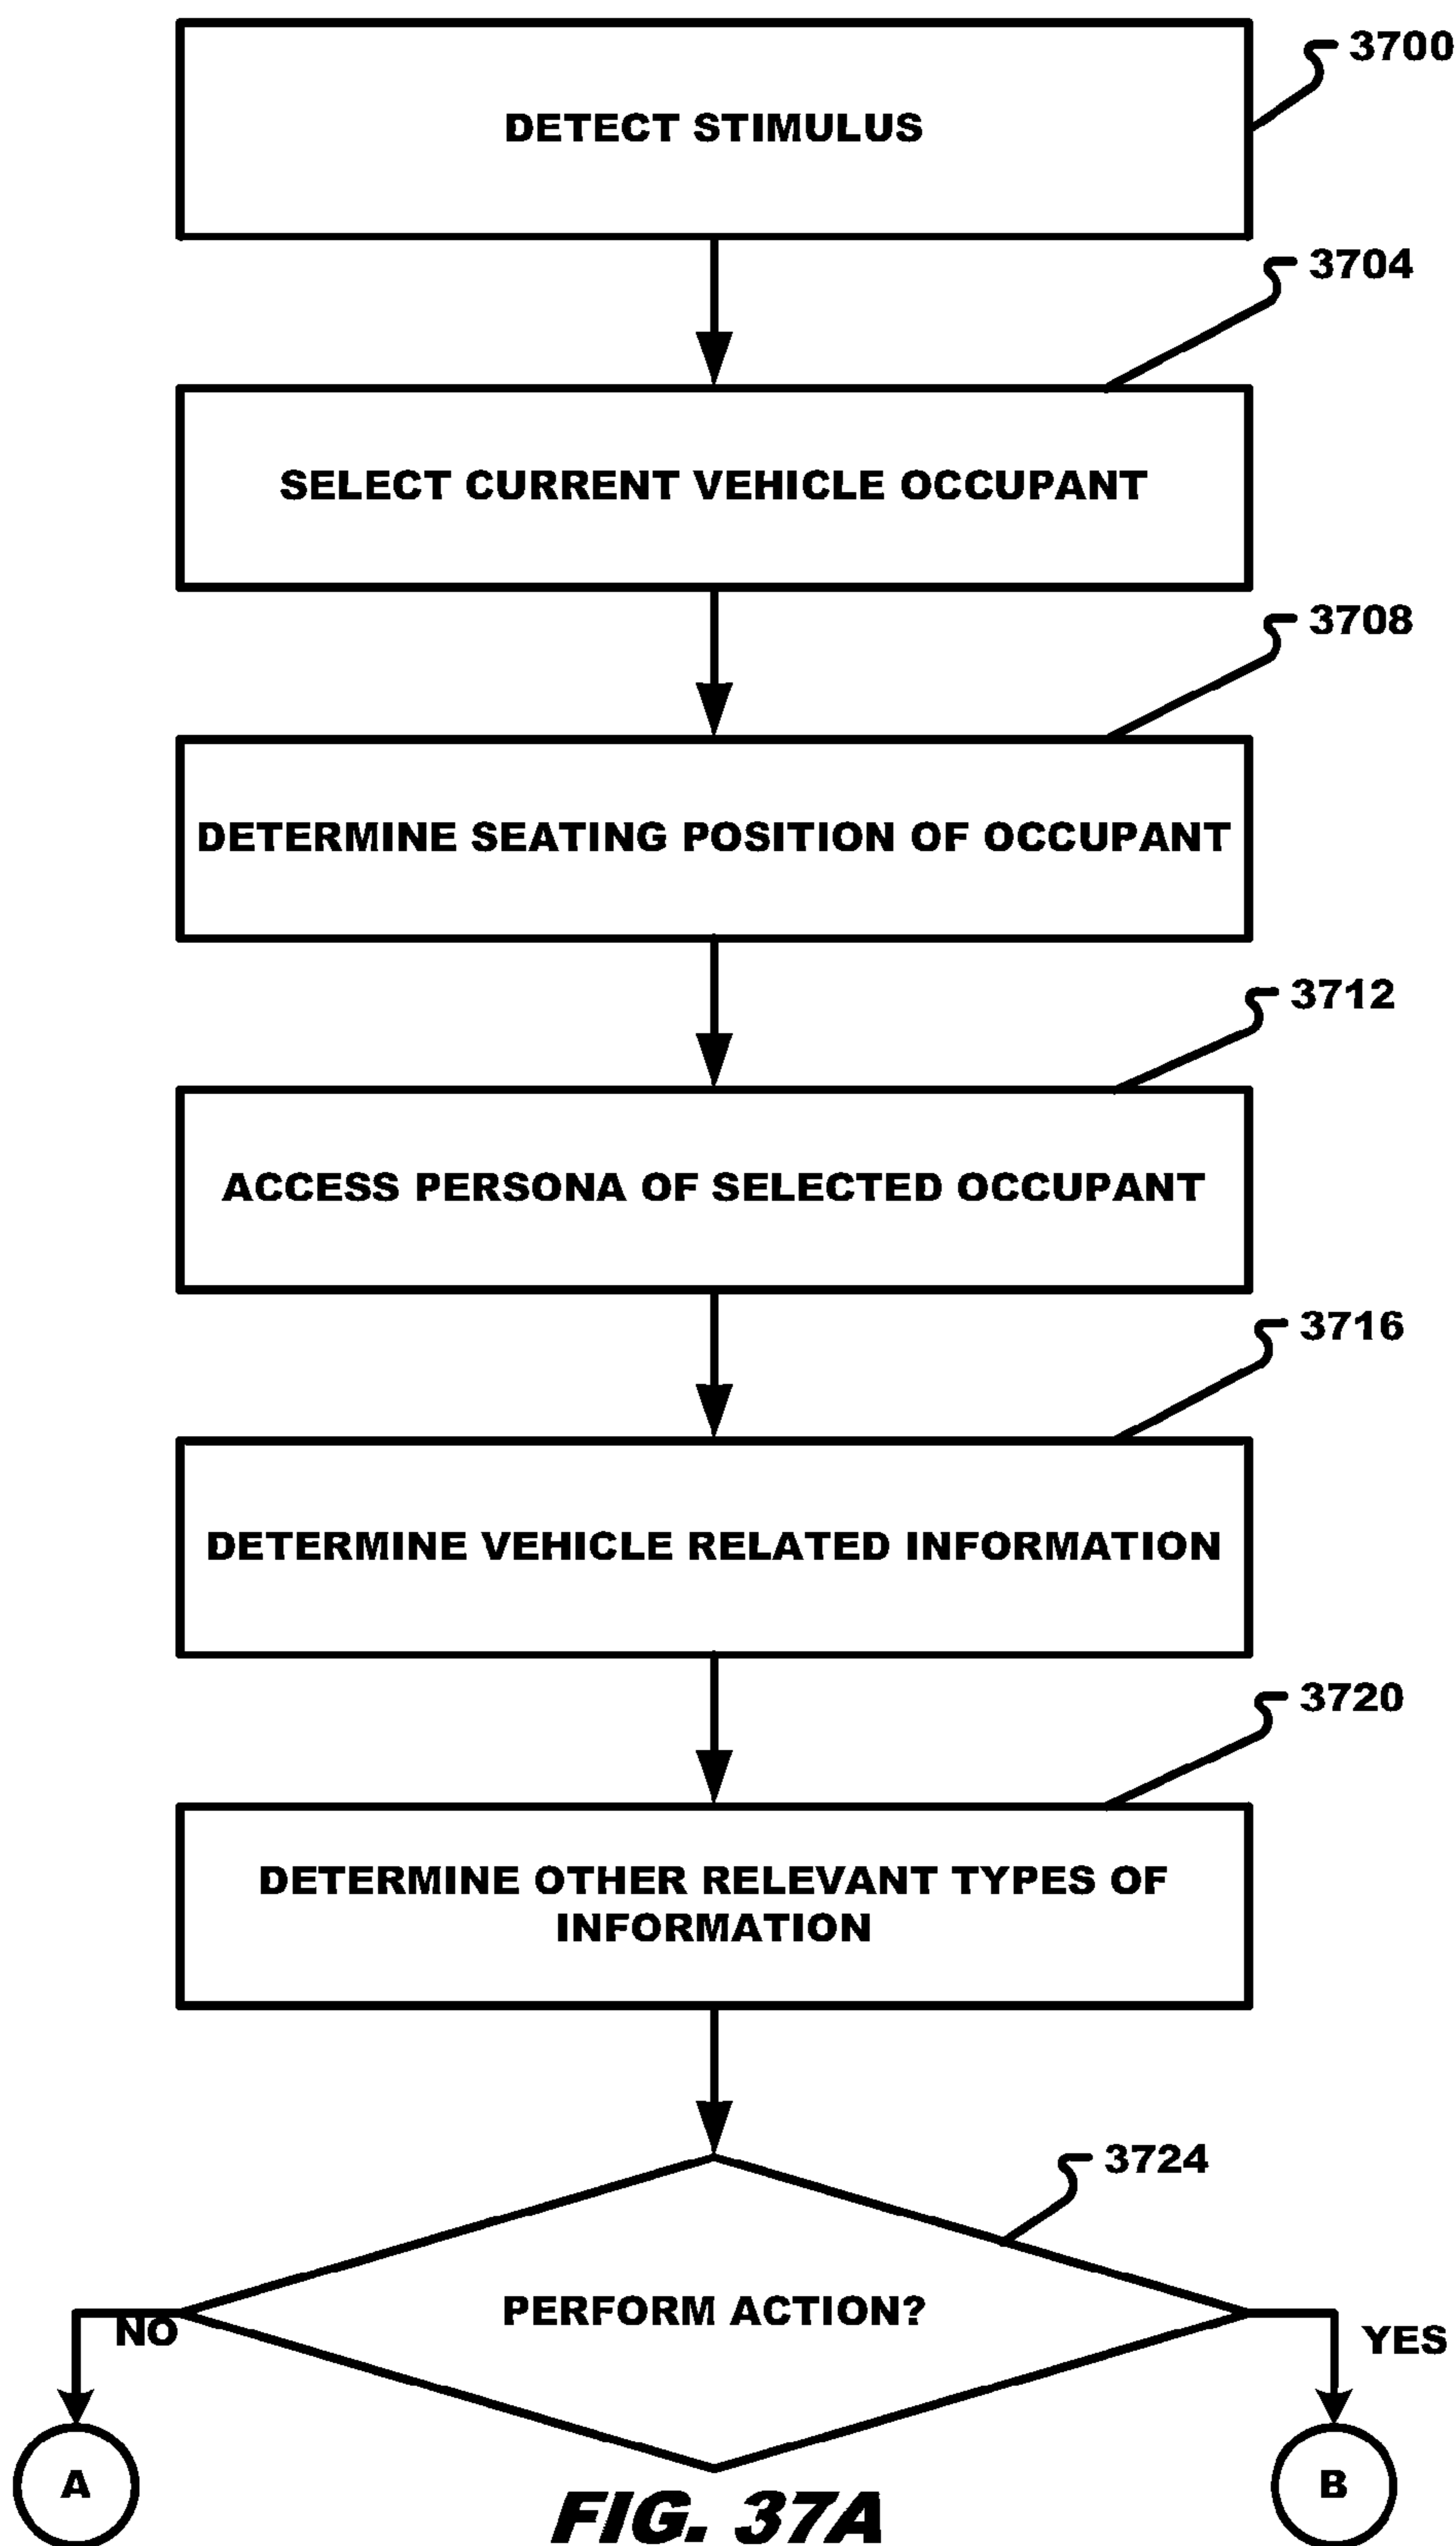 3700
DETECT STIMULUS
3704
SELECT CURRENT VEHICLE OCCUPANT
3708
DETERMINE SEATING POSITION OF OCCUPANT
3712
ACCESS PERSONA OF SELECTED OCCUPANT
3716
DETERMINE VEHICLE RELATED INFORMATION
3720
DETERMINE OTHER RELEVANT TYPES OF
INFORMATION
3724
PERFORM ACTION?
NO
YES
A
B
FIG. 37A